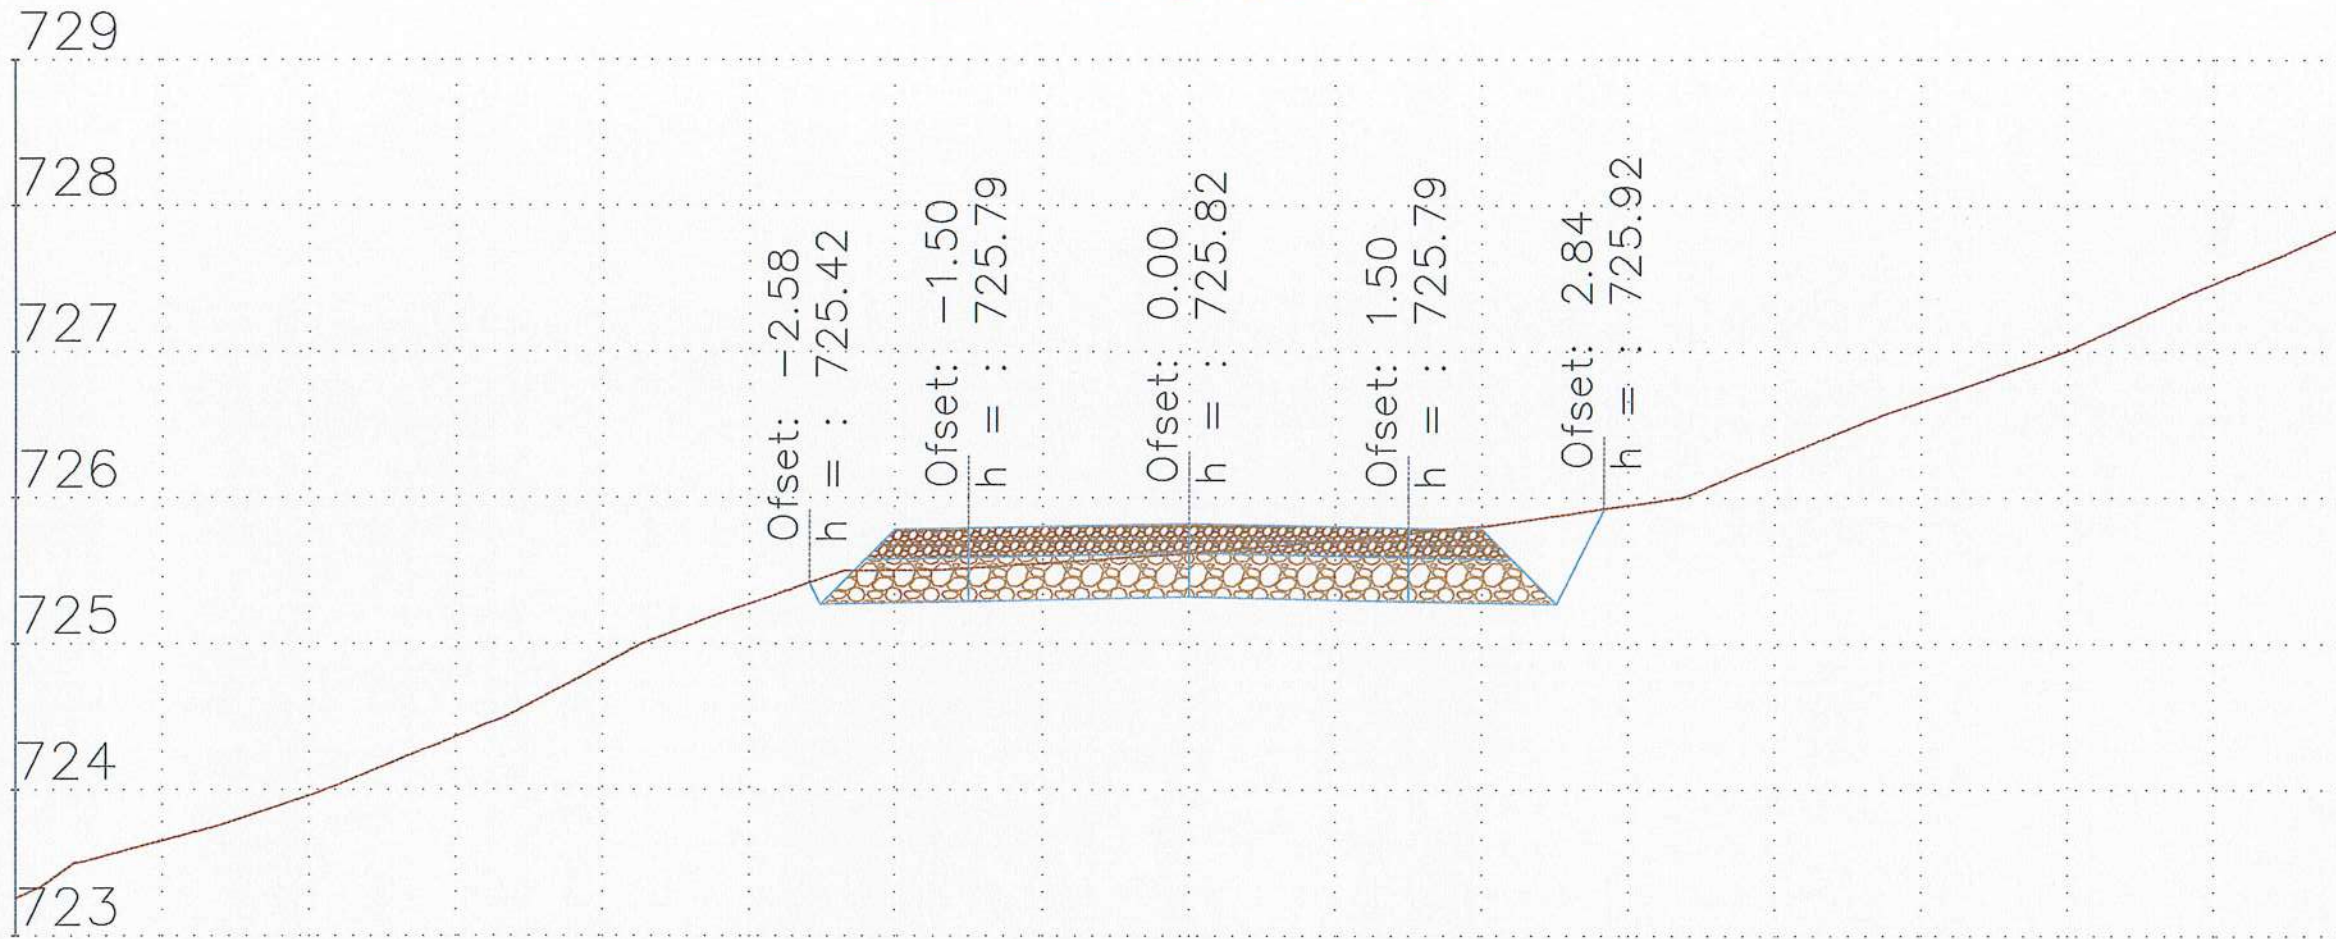 729
728
727
726
725
724
723
Ofset: -2.58
h = : 725.42
Ofset: -1.50
h = : 725.79
Ofset: 0.00
h = : 725.82
Ofset: 1.50
h = : 725.79
Ofset: 2.84
h = : 725.92